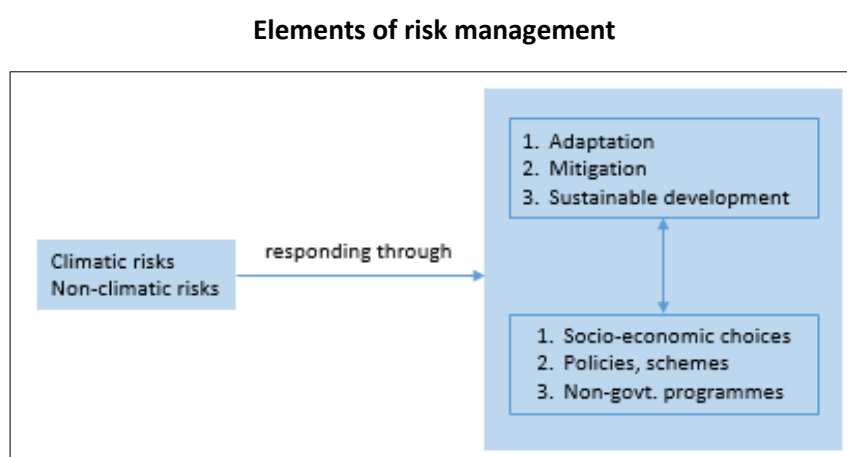 Elements of risk management
Climatic risks
Non-climatic risks
responding through
1. Adaptation
2. Mitigation
3. Sustainable development
1. Socio-economic choices
2. Policies, schemes
3. Non-govt. programmes